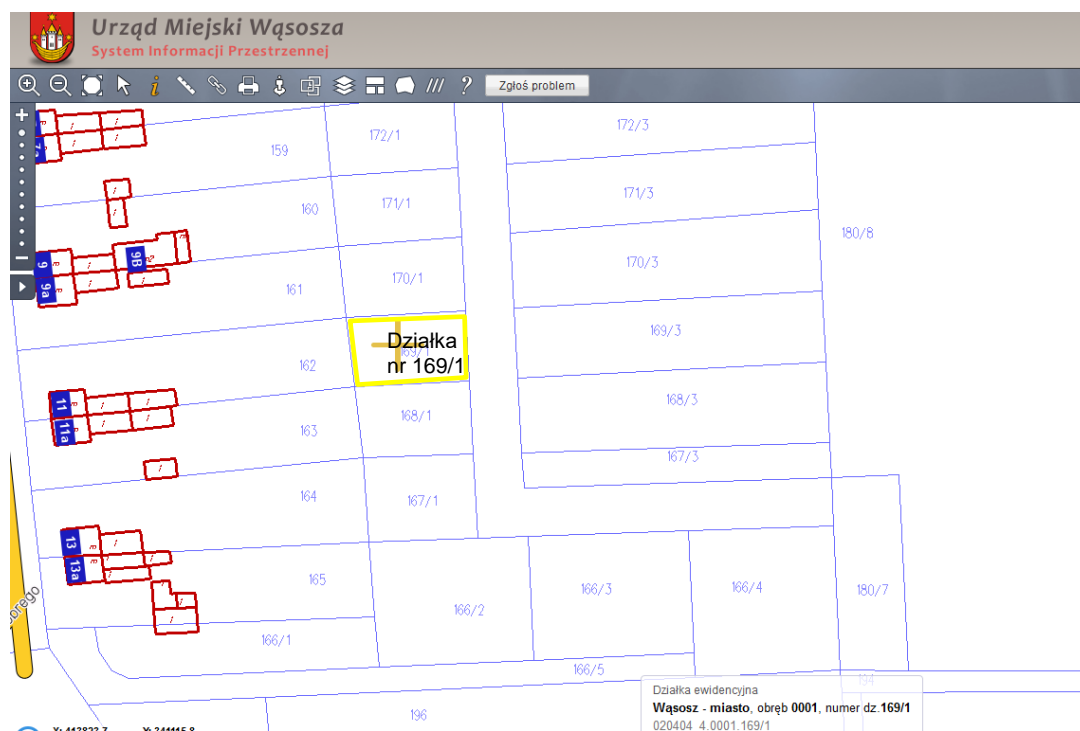 Urząd Miejski Wąsosza
System Informacji Przestrzennej
i
?
Zgłoś problem
172/1
172/3
159
171/3
160
171/1
180/8
9B
170/3
9
9a
161
170/1
169/3
Działka
nr 169/1
162
168/3
11
11a
168/1
163
167/3
164
167/1
13
13a
165
166/3
166/4
180/7
166/2
166/1
166/5
194
196
Działka ewidencyjna
Wąsosz - miasto, obręb 0001, numer dz.169/1
020404_4.0001.169/1